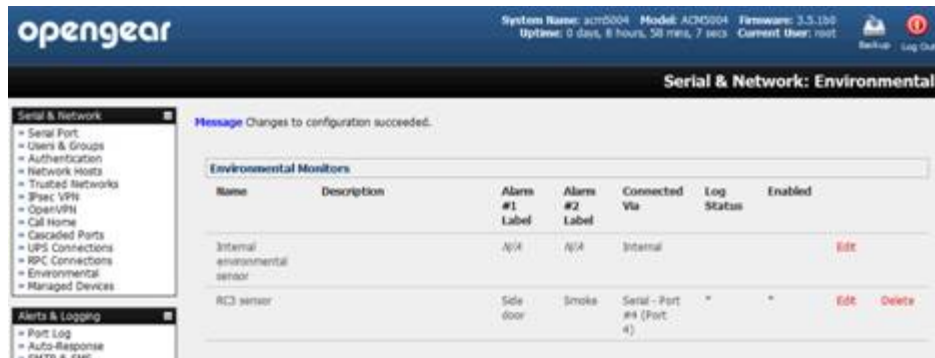 opengear
System Name: acm5004 Model: ACM5004 Firmware: 3.5.1b0
Uptime: 0 days, 8 hours, 58 mins, 7 secs Current User: root
Backup Log Out
Serial & Network: Environmental
Serial & Network
Serial Port
Users & Groups
Authentication
Network Hosts
Trusted Networks
IPsec VPN
OpenVPN
Call Home
Cascaded Ports
UPS Connections
RPC Connections
Environmental
Managed Devices
Alerts & Logging
Port Log
Auto-Response
SMTP & SMS
Message Changes to configuration succeeded.
Environmental Monitors
Name Description Alarm #1 Label Alarm #2 Label Connected Via Log Status Enabled
Internal environmental sensor N/A N/A Internal Edit
RC3 sensor Side door Smoke Serial - Port #4 (Port 4) * * Edit Delete